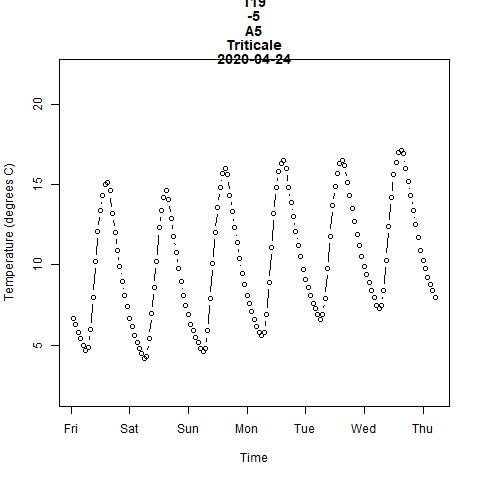 T19
-5
A5
Triticale
2020-04-24
Temperature (degrees C)
20
15
10
5
Fri Sat Sun Mon Tue Wed Thu
Time